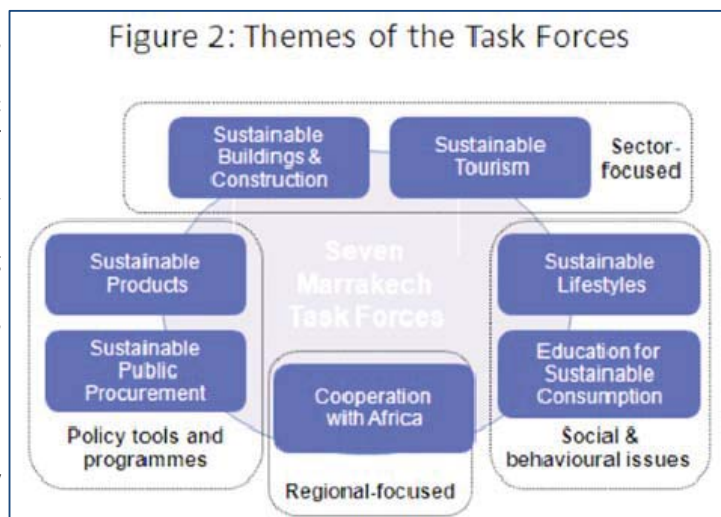 Figure 2: Themes of the Task Forces
Sustainable
Buildings &
Construction
Sustainable
Tourism
Sector-
focused
Seven
Marrakech
Task Forces
Sustainable
Products
Sustainable
Public
Procurement
Policy tools and
programmes
Cooperation
with Africa
Regional-focused
Sustainable
Lifestyles
Education for
Sustainable
Consumption
Social &
behavioural issues